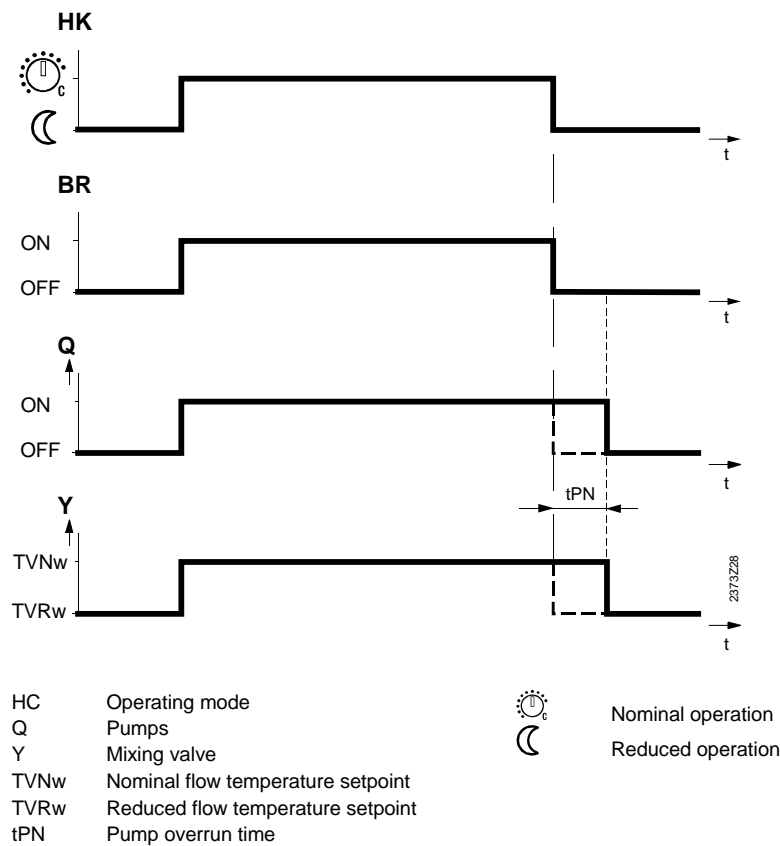 HK
C
t
BR
ON
OFF
t
Q
ON
OFF
t
tPN
Y
TVNw
TVRw
2373Z28
t
HC Operating mode
Q Pumps
Y Mixing valve
TVNw Nominal flow temperature setpoint
TVRw Reduced flow temperature setpoint
tPN Pump overrun time
C Nominal operation
Reduced operation